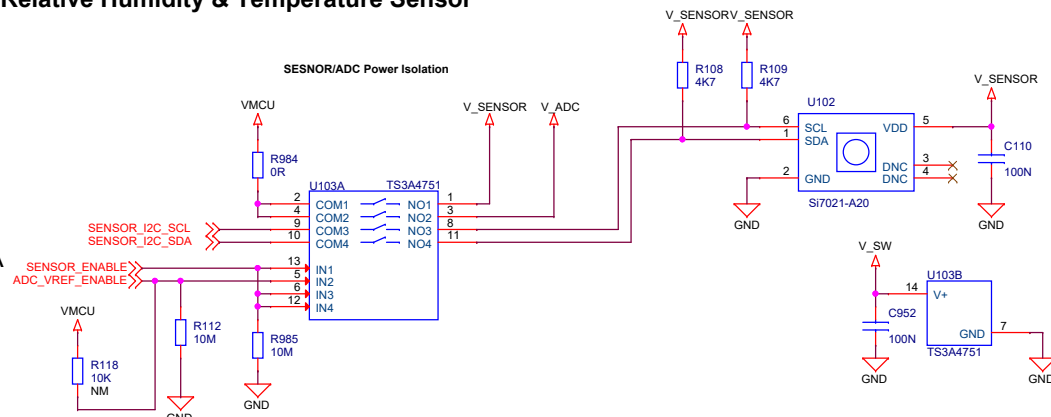 Relative Humidity & Temperature Sensor
V_SENSOR V_SENSOR
SESNOR/ADC Power Isolation
R108
4K7
R109
4K7
V_SENSOR
VMCU
V_SENSOR
V_ADC
U102
6 SCL VDD 5
1 SDA
C110
100N
R984
0R
DNC 3
2 GND DNC 4
Si7021-A20
U103A TS3A4751
2 COM1 NO1 1
4 COM2 NO2 3
SENSOR_I2C_SCL 9 COM3 NO3 8
SENSOR_I2C_SDA 10 COM4 NO4 11
GND
GND
V_SW
SENSOR_ENABLE 13 IN1
ADC_VREF_ENABLE 5 IN2
6 IN3
12 IN4
U103B
14 V+
VMCU
C952
100N
GND 7
TS3A4751
R112
10M
R985
10M
R118
10K
NM
GND
GND
GND
GND